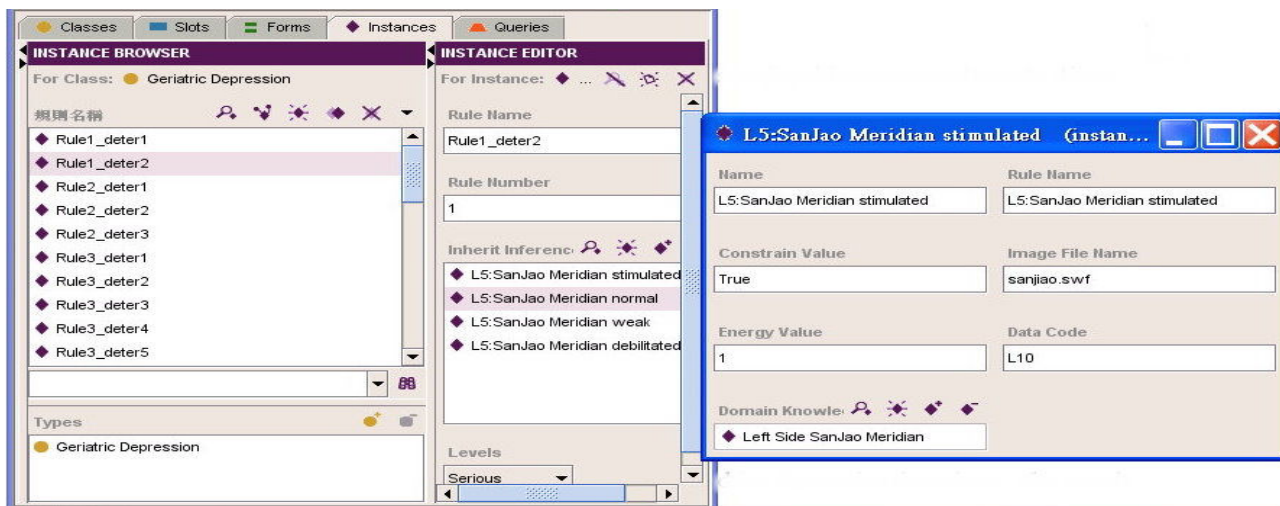 Classes
Slots
Forms
Instances
Queries
INSTANCE BROWSER
For Class: Geriatric Depression
規則名稱
Rule1_deter1
Rule1_deter2
Rule2_deter1
Rule2_deter2
Rule2_deter3
Rule3_deter1
Rule3_deter2
Rule3_deter3
Rule3_deter4
Rule3_deter5
Types
Geriatric Depression
INSTANCE EDITOR
For Instance: ...
Rule Name
Rule1_deter2
Rule Number
1
Inherit Inferenc
L5:SanJao Meridian stimulated
L5:SanJao Meridian normal
L5:SanJao Meridian weak
L5:SanJao Meridian debilitated
Levels
Serious
L5:SanJao Meridian stimulated (instan...
Name
L5:SanJao Meridian stimulated
Rule Name
L5:SanJao Meridian stimulated
Constrain Value
True
Image File Name
sanjiao.swf
Energy Value
1
Data Code
L10
Domain Knowle
Left Side SanJao Meridian